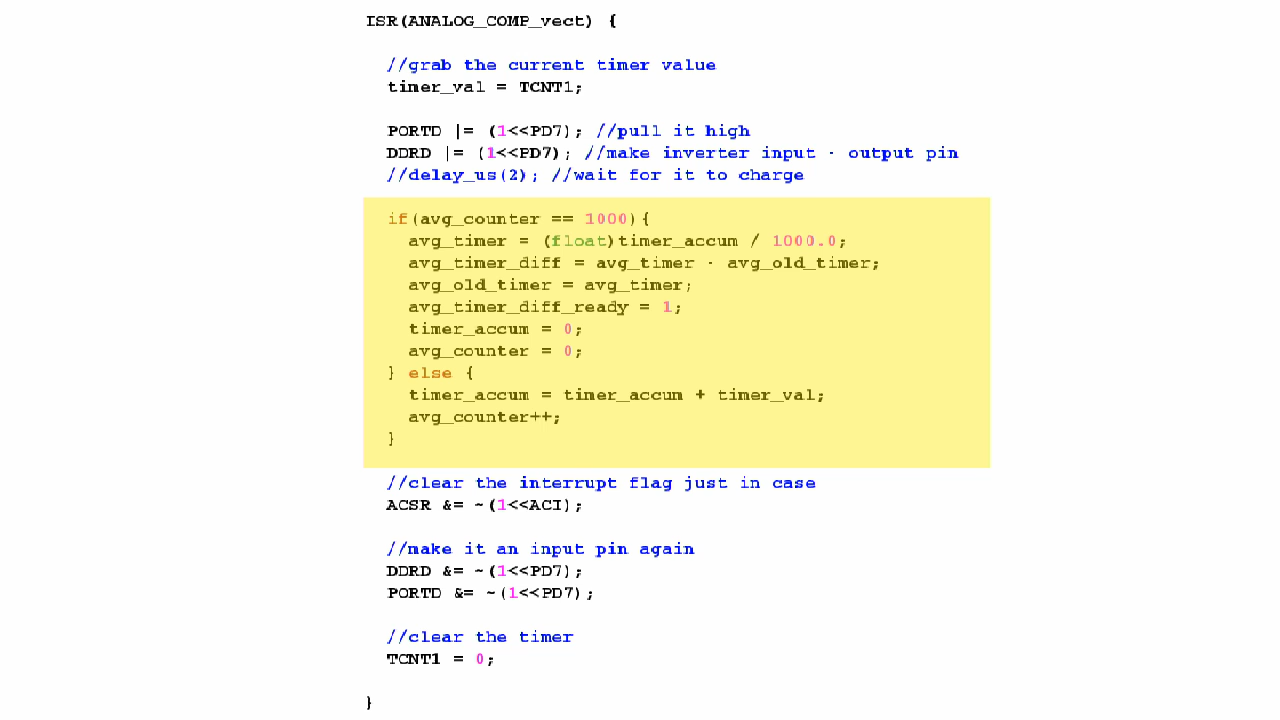 ISR(ANALOG_COMP_vect) {
//grab the current timer value
timer_val = TCNT1;
PORTD |= (1<<PD7); //pull it high
DDRD |= (1<<PD7); //make inverter input - output pin
//delay_us(2); //wait for it to charge
if(avg_counter == 1000){
avg_timer = (float)timer_accum / 1000.0;
avg_timer_diff = avg_timer - avg_old_timer;
avg_old_timer = avg_timer;
avg_timer_diff_ready = 1;
timer_accum = 0;
avg_counter = 0;
} else {
timer_accum = timer_accum + timer_val;
avg_counter++;
}
//clear the interrupt flag just in case
ACSR &= ~(1<<ACI);
//make it an input pin again
DDRD &= ~(1<<PD7);
PORTD &= ~(1<<PD7);
//clear the timer
TCNT1 = 0;
}